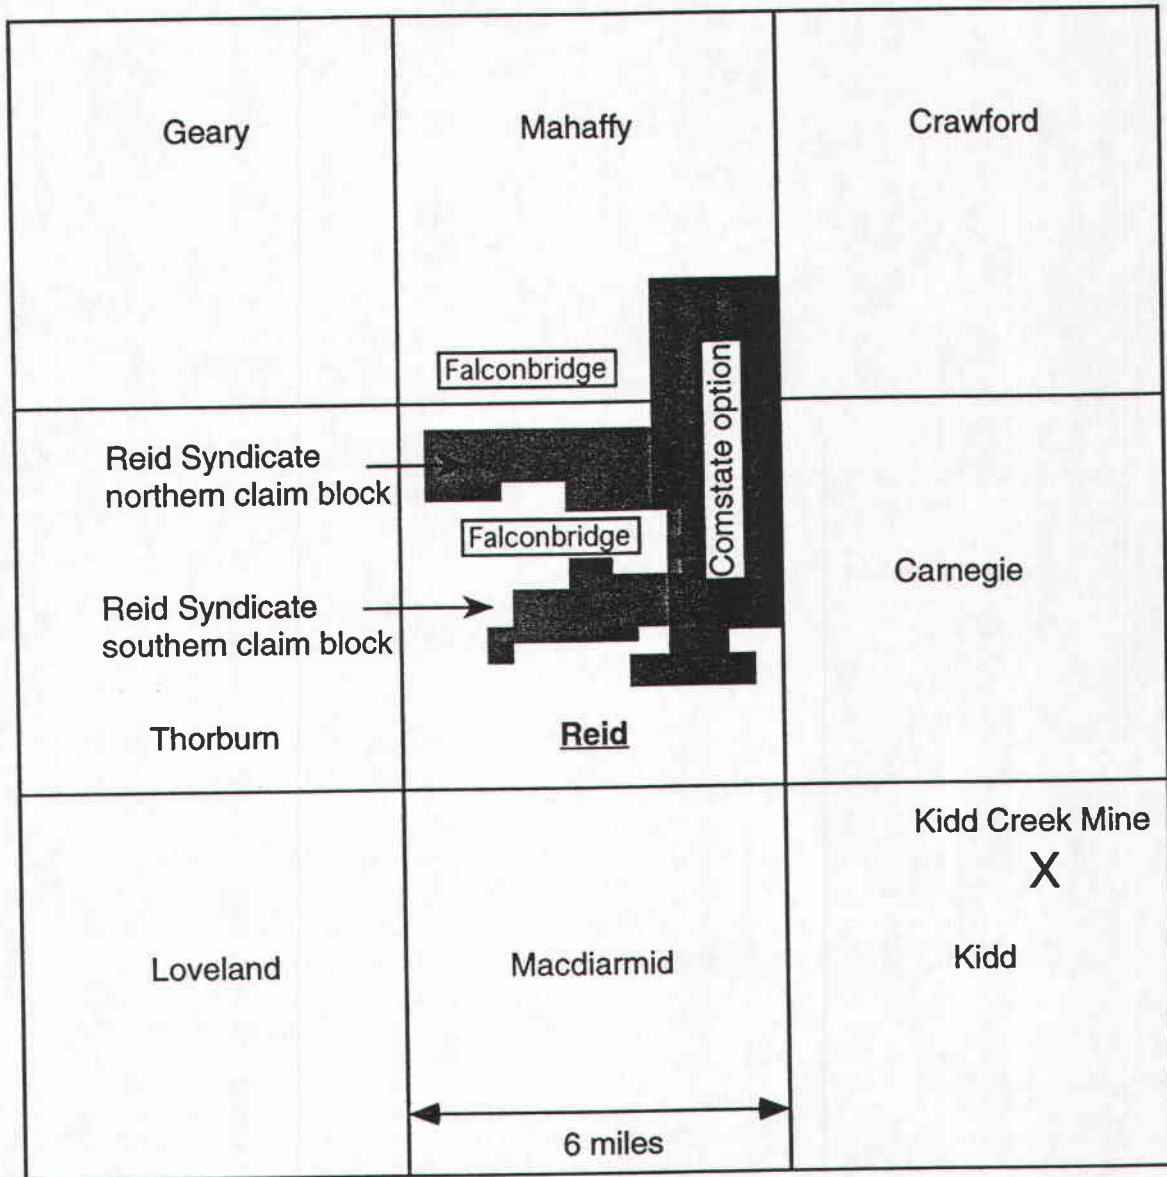 Geary
Mahaffy
Crawford
Falconbridge
Comstate option
Reid Syndicate
northern claim block
Falconbridge
Carnegie
Reid Syndicate
southern claim block
Thorburn
Reid
Kidd Creek Mine
X
Loveland
Macdiarmid
Kidd
6 miles